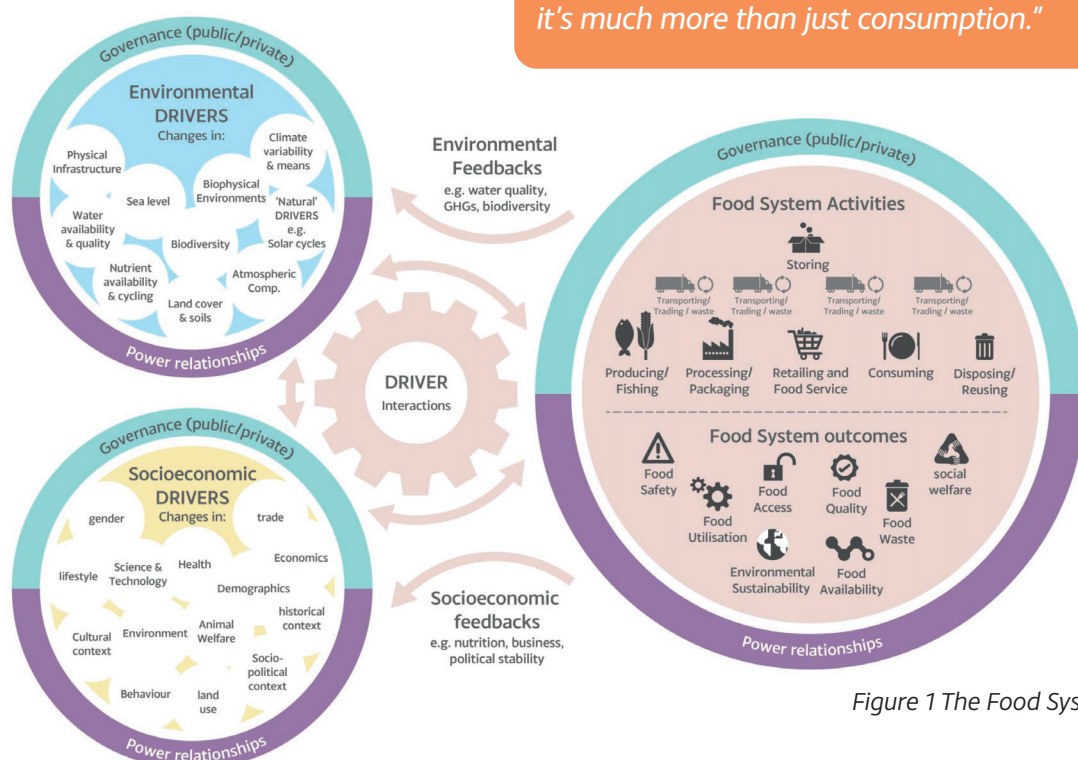 it's much more than just consumption."
Governance (public/private)
Environmental
DRIVERS
Changes in:
Physical
Infrastructure
Climate
variability
& means
Sea level
Biophysical
Environments
'Natural'
DRIVERS
e.g.
Solar cycles
Water
availability
& quality
Biodiversity
Nutrient
availability
& cycling
Atmospheric
Comp.
Land cover
& soils
Power relationships
Environmental
Feedbacks
e.g. water quality,
GHGs, biodiversity
DRIVER
Interactions
Governance (public/private)
Socioeconomic
DRIVERS
Changes in:
gender
trade
lifestyle
Science &
Technology
Health
Economics
Demographics
Cultural
context
Environment
Animal
Welfare
historical
context
Behaviour
land
use
Socio-
political
context
Power relationships
Socioeconomic
feedbacks
e.g. nutrition, business,
political stability
Governance (public/private)
Food System Activities
Storing
Transporting/
Trading / waste
Transporting/
Trading / waste
Transporting/
Trading / waste
Transporting/
Trading / waste
Producing/
Fishing
Processing/
Packaging
Retailing and
Food Service
Consuming
Disposing/
Reusing
Food System outcomes
Food
Safety
Food
Utilisation
Food
Access
Food
Quality
Food
Waste
social
welfare
Environmental
Sustainability
Food
Availability
Power relationships
Figure 1 The Food Sys